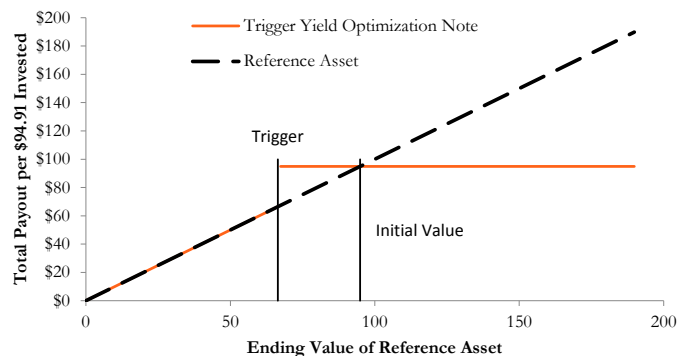 $200
$180
$160
$140
$120
$100
$80
$60
$40
$20
$0
Total Payout per $94.91 Invested
Trigger Yield Optimization Note
Reference Asset
Trigger
Initial Value
0
50
100
150
200
Ending Value of Reference Asset